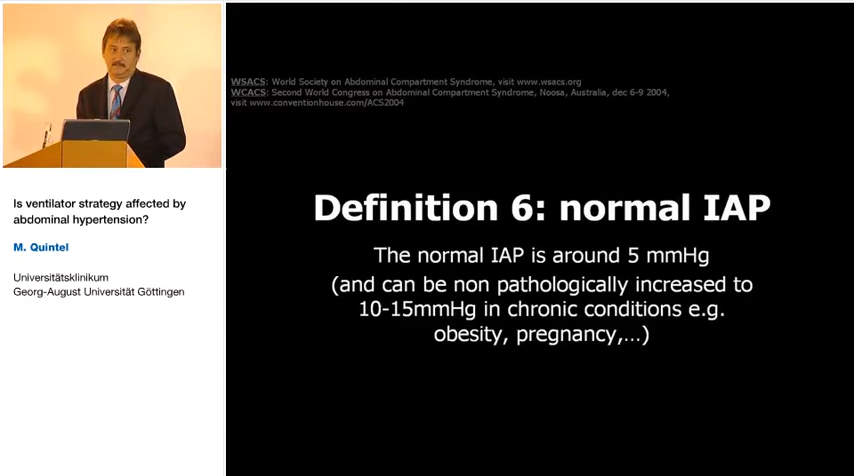 Is ventilator strategy affected by
abdominal hypertension?
M. Quintel
Universitätsklinikum
Georg-August Universität Göttingen
WSACS: World Society on Abdominal Compartment Syndrome, visit www.wsacs.org
WCACS: Second World Congress on Abdominal Compartment Syndrome, Noosa, Australia, dec 6-9 2004,
visit www.conventionhouse.com/ACS2004
Definition 6: normal IAP
The normal IAP is around 5 mmHg
(and can be non pathologically increased to
10-15mmHg in chronic conditions e.g.
obesity, pregnancy,...)